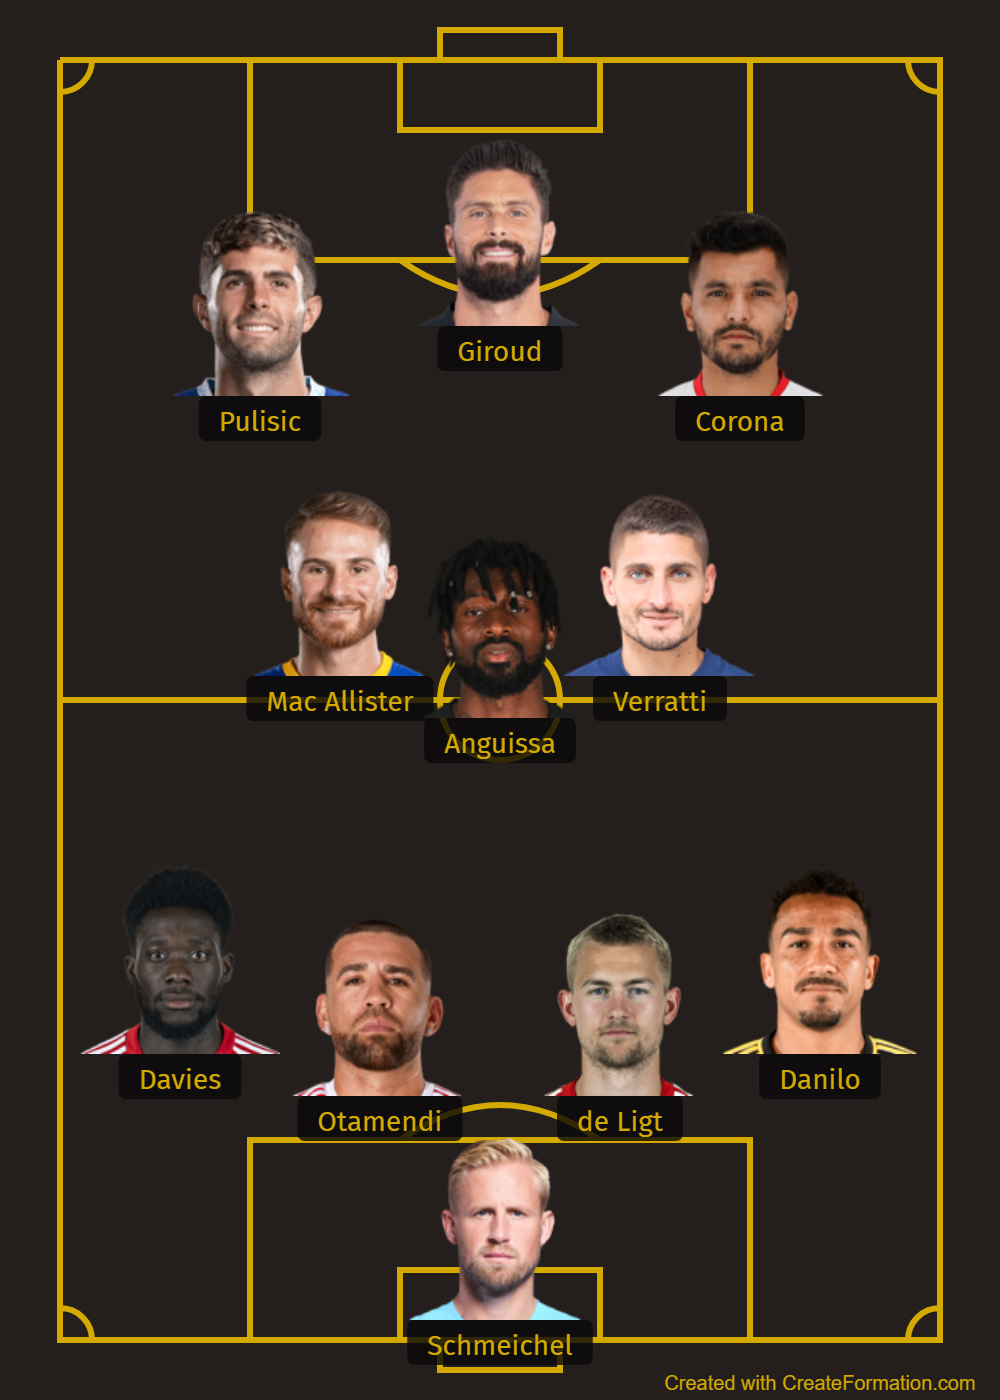 Giroud
Pulisic
Corona
Mac Allister
Verratti
Anguissa
Davies
Danilo
Otamendi
de Ligt
Schmeichel
Created with CreateFormation.com